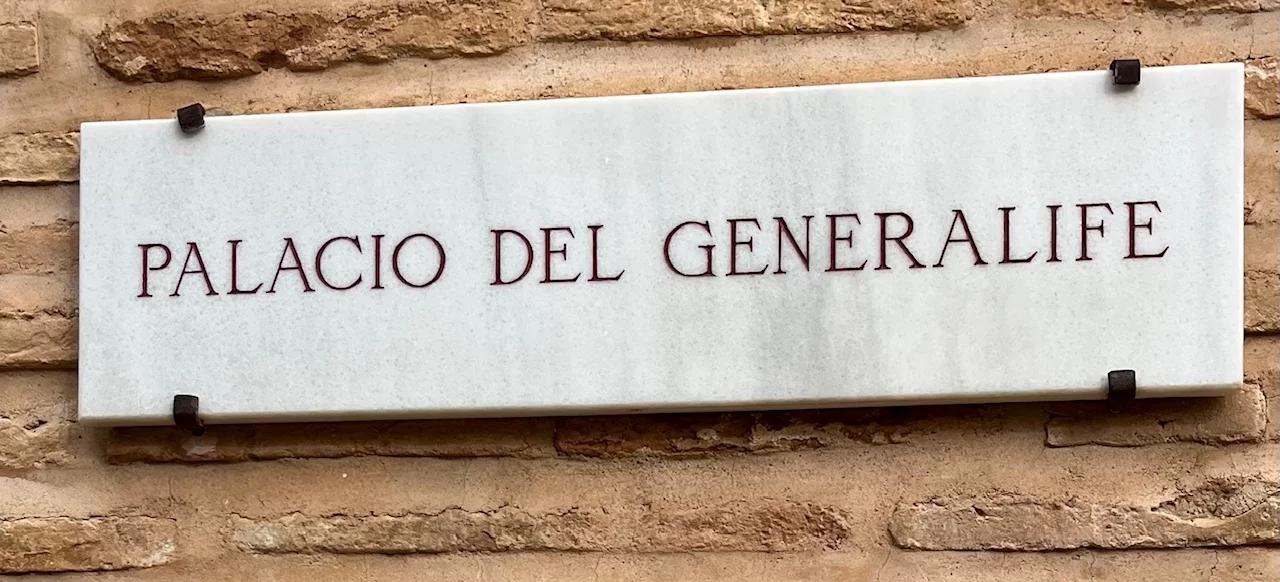 PALACIO DEL GENERALIFE